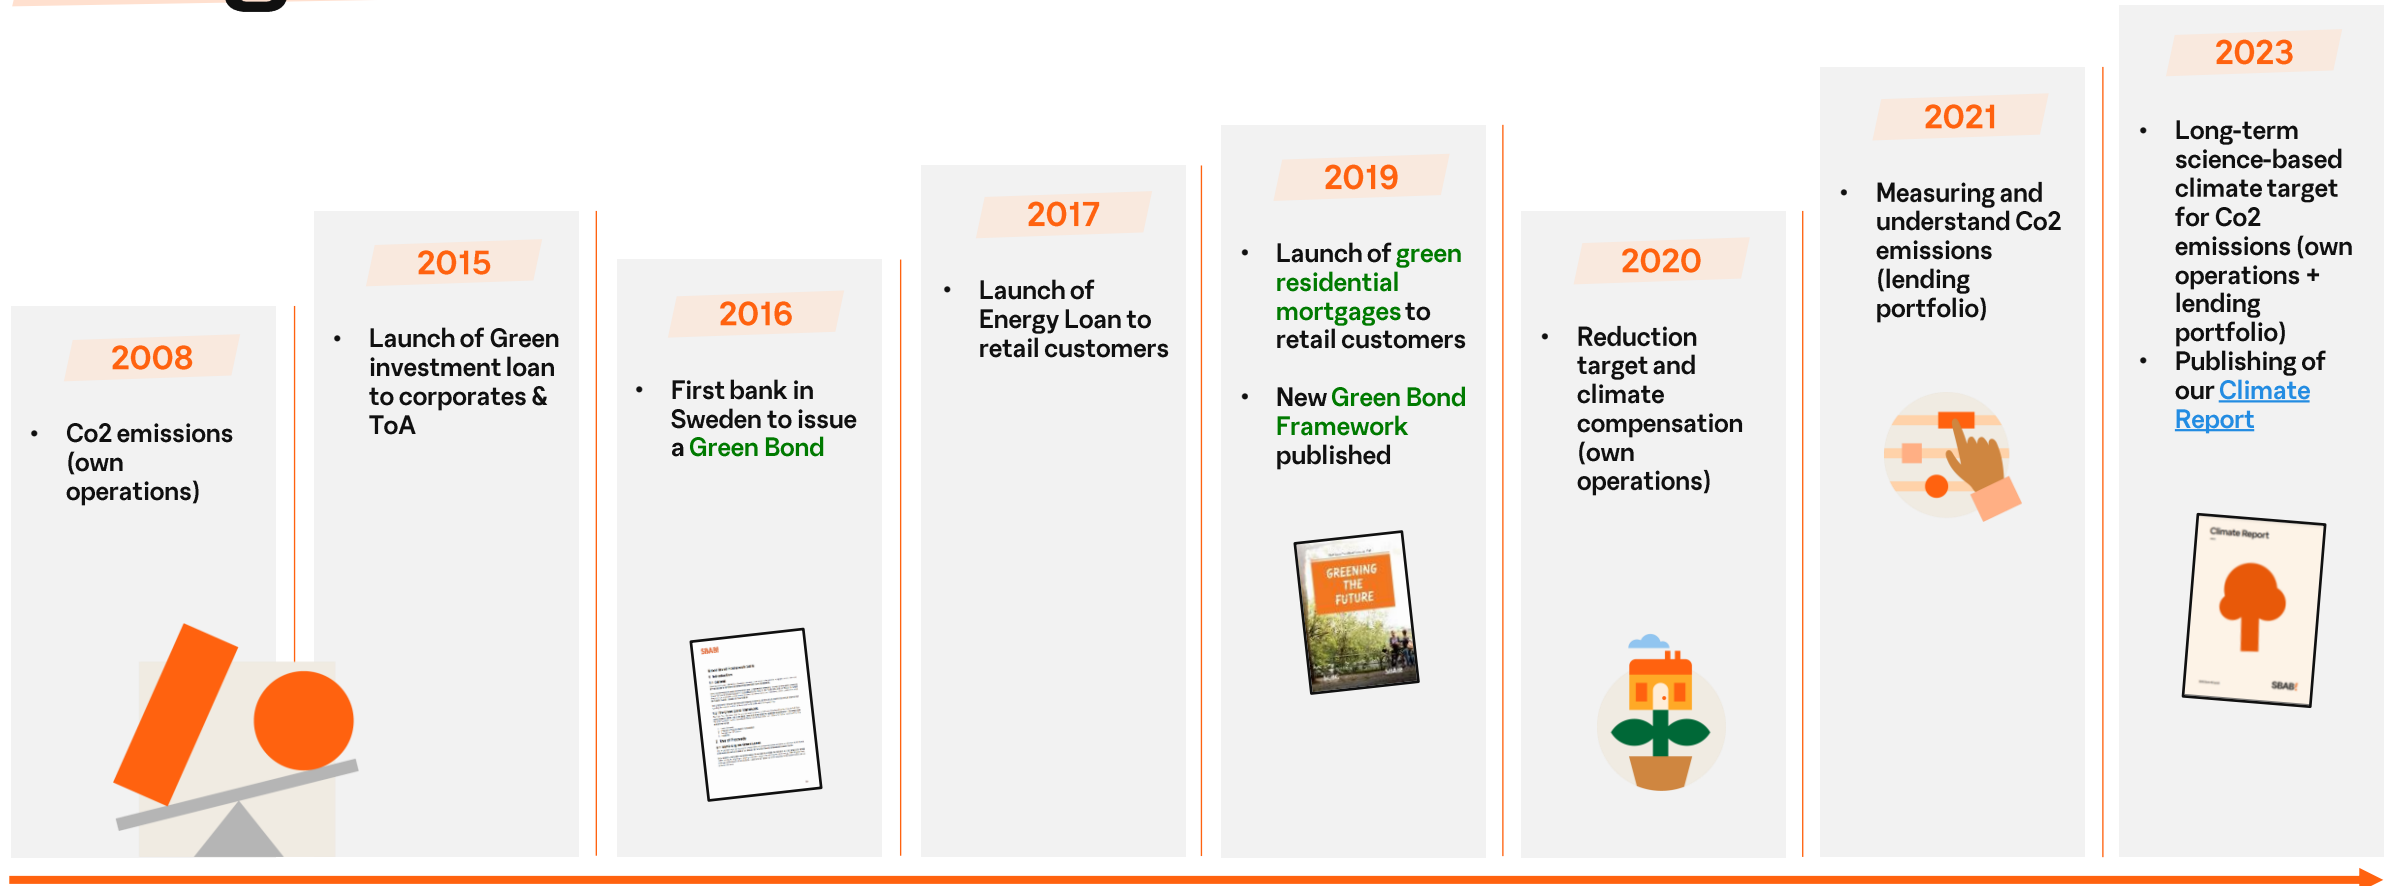 2008
• Co2 emissions
(own
operations)
2015
• Launch of Green
investment loan
to corporates &
ToA
2016
• First bank in
Sweden to issue
a Green Bond
SBAB!
2017
• Launch of
Energy Loan to
retail customers
2019
• Launch of green
residential
mortgages to
retail customers
• New Green Bond
Framework
published
GREENING
THE
FUTURE
2020
• Reduction
target and
climate
compensation
(own
operations)
2021
• Measuring and
understand Co2
emissions
(lending
portfolio)
2023
• Long-term
science-based
climate target
for Co2
emissions (own
operations +
lending
portfolio)
• Publishing of
our Climate
Report
Climate Report
SBAB!